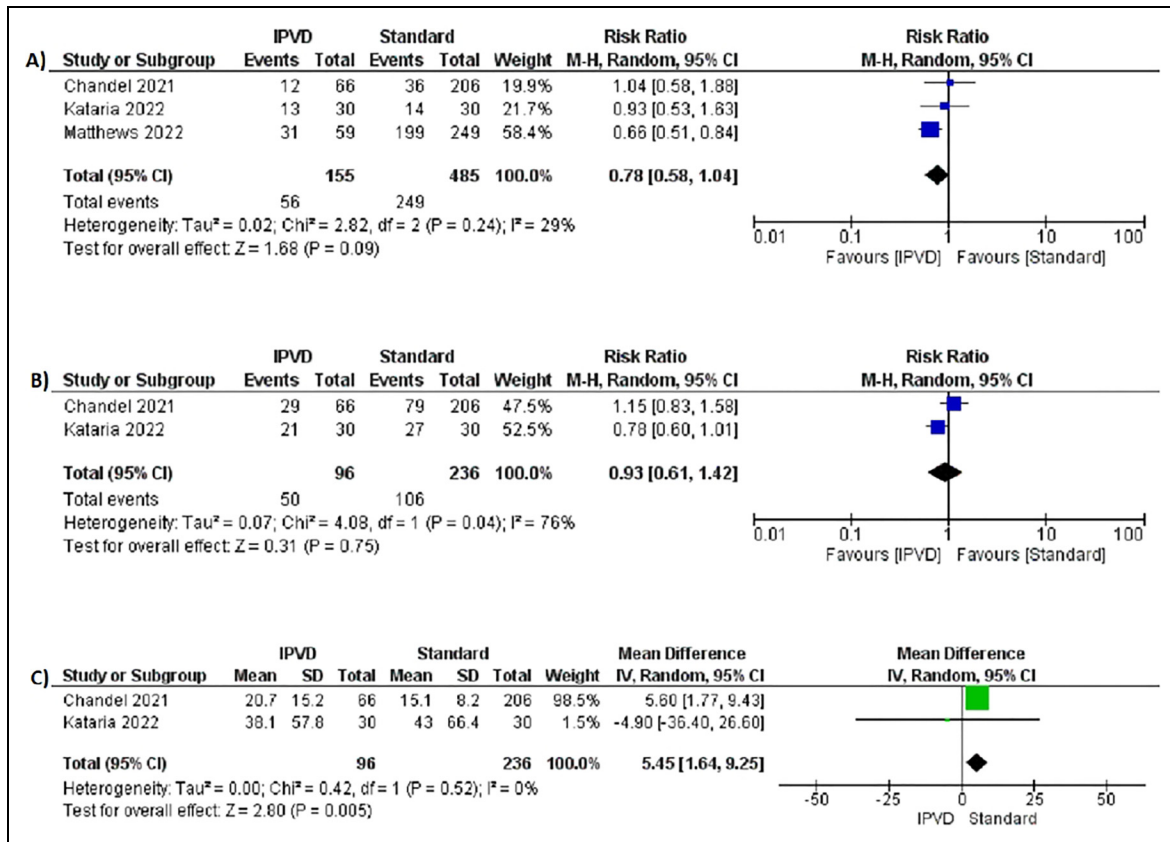 IPVD Standard Risk Ratio Risk Ratio
A) Study or Subgroup Events Total Events Total Weight M-H, Random, 95% CI M-H, Random, 95% CI
Chandel 2021 12 66 36 206 19.9% 1.04 [0.58, 1.88]
Kataria 2022 13 30 14 30 21.7% 0.93 [0.53, 1.63]
Matthews 2022 31 59 199 249 58.4% 0.66 [0.51, 0.84]
Total (95% CI) 155 485 100.0% 0.78 [0.58, 1.04]
Total events 56 249
Heterogeneity: Tau² = 0.02; Chi² = 2.82, df = 2 (P = 0.24); I² = 29%
Test for overall effect: Z = 1.68 (P = 0.09)
0.01 0.1 1 10 100
Favours [IPVD] Favours [Standard]
IPVD Standard Risk Ratio Risk Ratio
B) Study or Subgroup Events Total Events Total Weight M-H, Random, 95% CI M-H, Random, 95% CI
Chandel 2021 29 66 79 206 47.5% 1.15 [0.83, 1.58]
Kataria 2022 21 30 27 30 52.5% 0.78 [0.60, 1.01]
Total (95% CI) 96 236 100.0% 0.93 [0.61, 1.42]
Total events 50 106
Heterogeneity: Tau² = 0.07; Chi² = 4.08, df = 1 (P = 0.04); I² = 76%
Test for overall effect: Z = 0.31 (P = 0.75)
0.01 0.1 1 10 100
Favours [IPVD] Favours [Standard]
IPVD Standard Mean Difference Mean Difference
C) Study or Subgroup Mean SD Total Mean SD Total Weight IV, Random, 95% CI IV, Random, 95% CI
Chandel 2021 20.7 15.2 66 15.1 8.2 206 98.5% 5.60 [1.77, 9.43]
Kataria 2022 38.1 57.8 30 43 66.4 30 1.5% -4.90 [-36.40, 26.60]
Total (95% CI) 96 236 100.0% 5.45 [1.64, 9.25]
Heterogeneity: Tau² = 0.00; Chi² = 0.42, df = 1 (P = 0.52); I² = 0%
Test for overall effect: Z = 2.80 (P = 0.005)
-50 -25 0 25 50
IPVD Standard